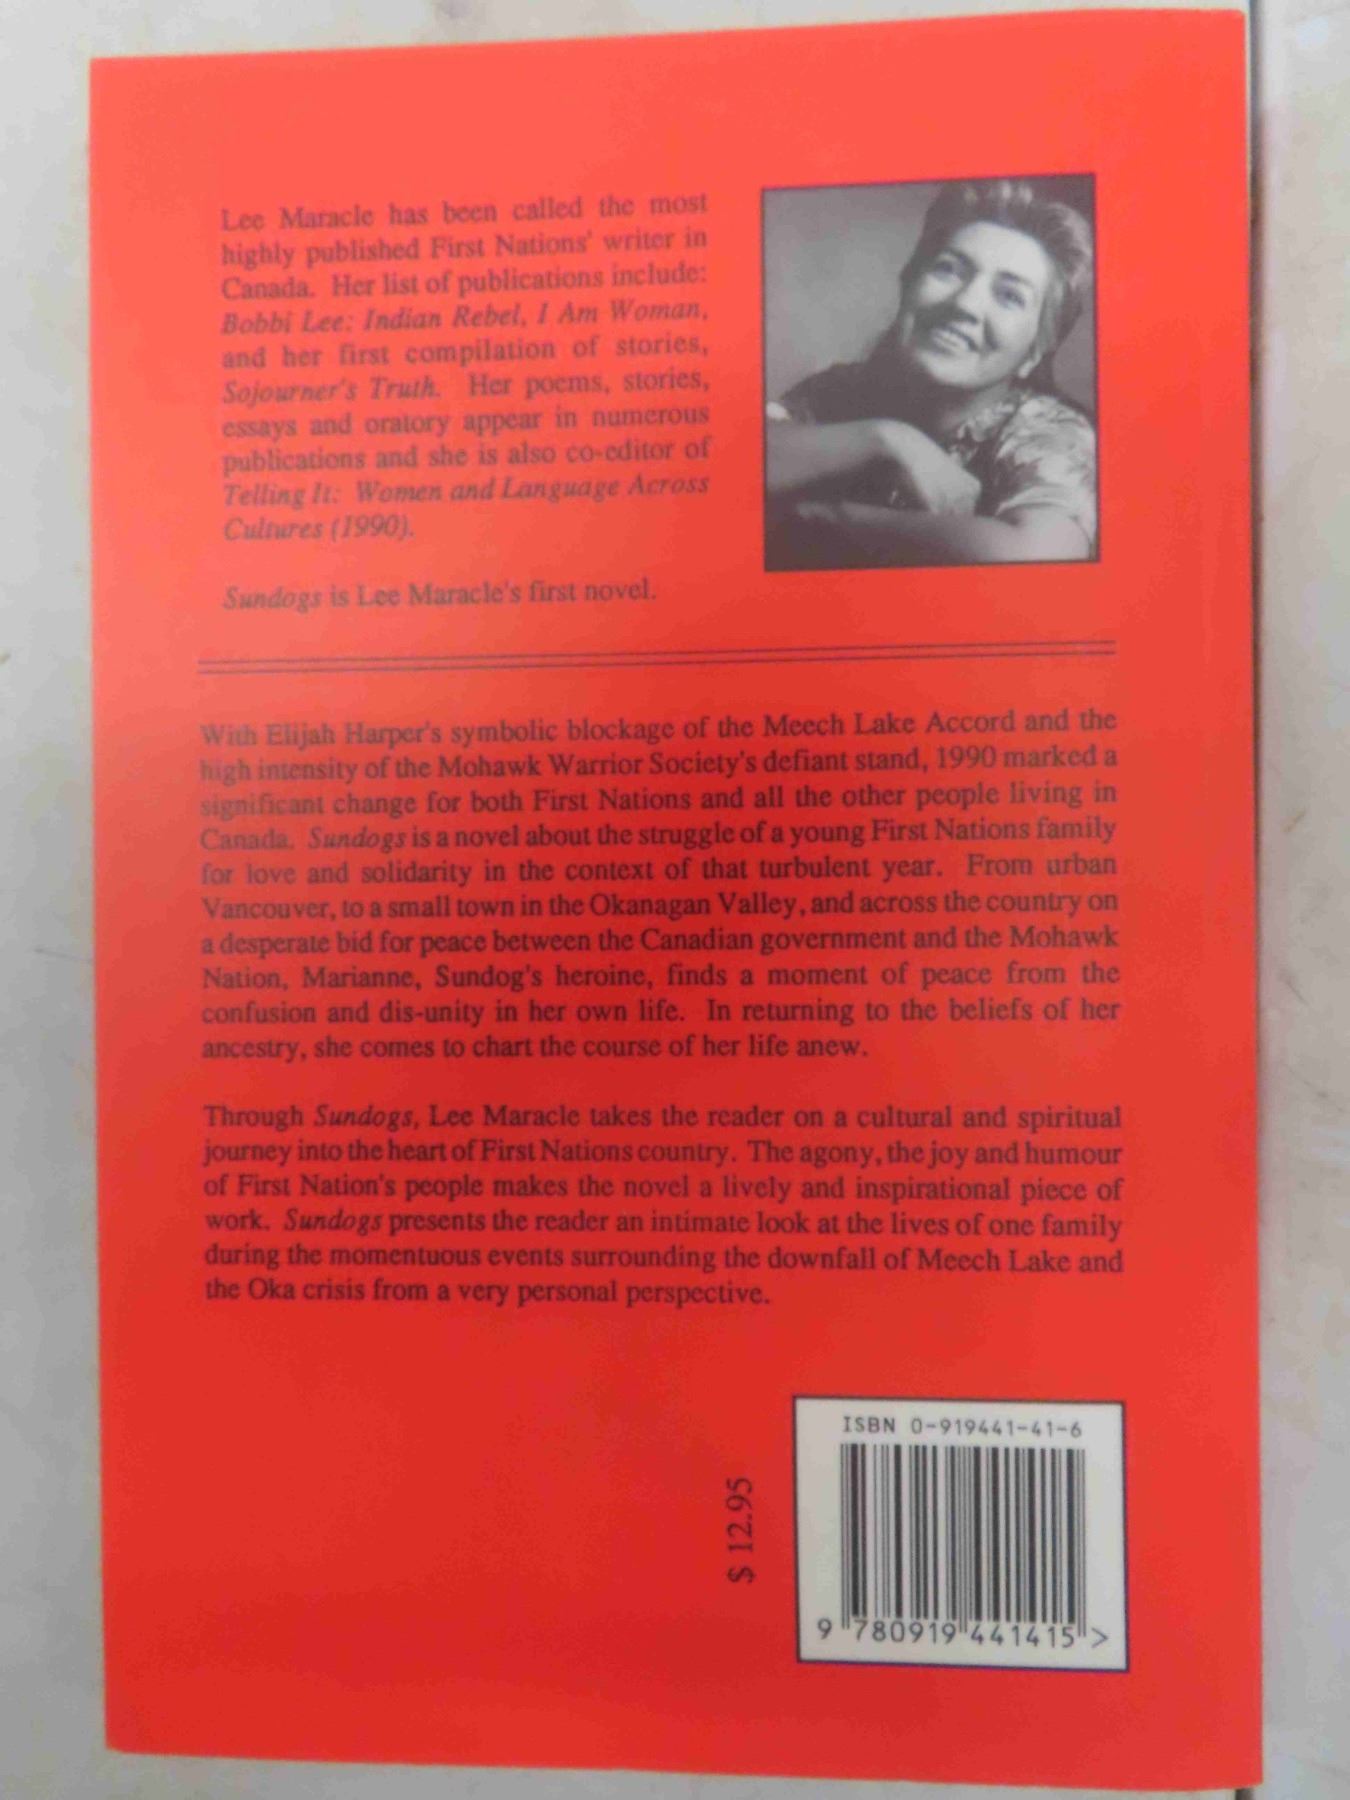 Lee Maracle has been called the most
highly published First Nations' writer in
Canada. Her list of publications include:
Bobbi Lee: Indian Rebel, I Am Woman,
and her first compilation of stories,
Sojourner's Truth. Her poems, stories,
essays and oratory appear in numerous
publications and she is also co-editor of
Telling It: Women and Language Across
Cultures (1990).
Sundogs is Lee Maracle's first novel.
With Elijah Harper's symbolic blockage of the Meech Lake Accord and the
high intensity of the Mohawk Warrior Society's defiant stand, 1990 marked a
significant change for both First Nations and all the other people living in
Canada. Sundogs is a novel about the struggle of a young First Nations family
for love and solidarity in the context of that turbulent year. From urban
Vancouver, to a small town in the Okanagan Valley, and across the country on
a desperate bid for peace between the Canadian government and the Mohawk
Nation, Marianne, Sundog's heroine, finds a moment of peace from the
confusion and dis-unity in her own life. In returning to the beliefs of her
ancestry, she comes to chart the course of her life anew.
Through Sundogs, Lee Maracle takes the reader on a cultural and spiritual
journey into the heart of First Nations country. The agony, the joy and humour
of First Nation's people makes the novel a lively and inspirational piece of
work. Sundogs presents the reader an intimate look at the lives of one family
during the momentuous events surrounding the downfall of Meech Lake and
the Oka crisis from a very personal perspective.
$ 12.95
ISBN 0-919441-41-6
9 780919 441415 >